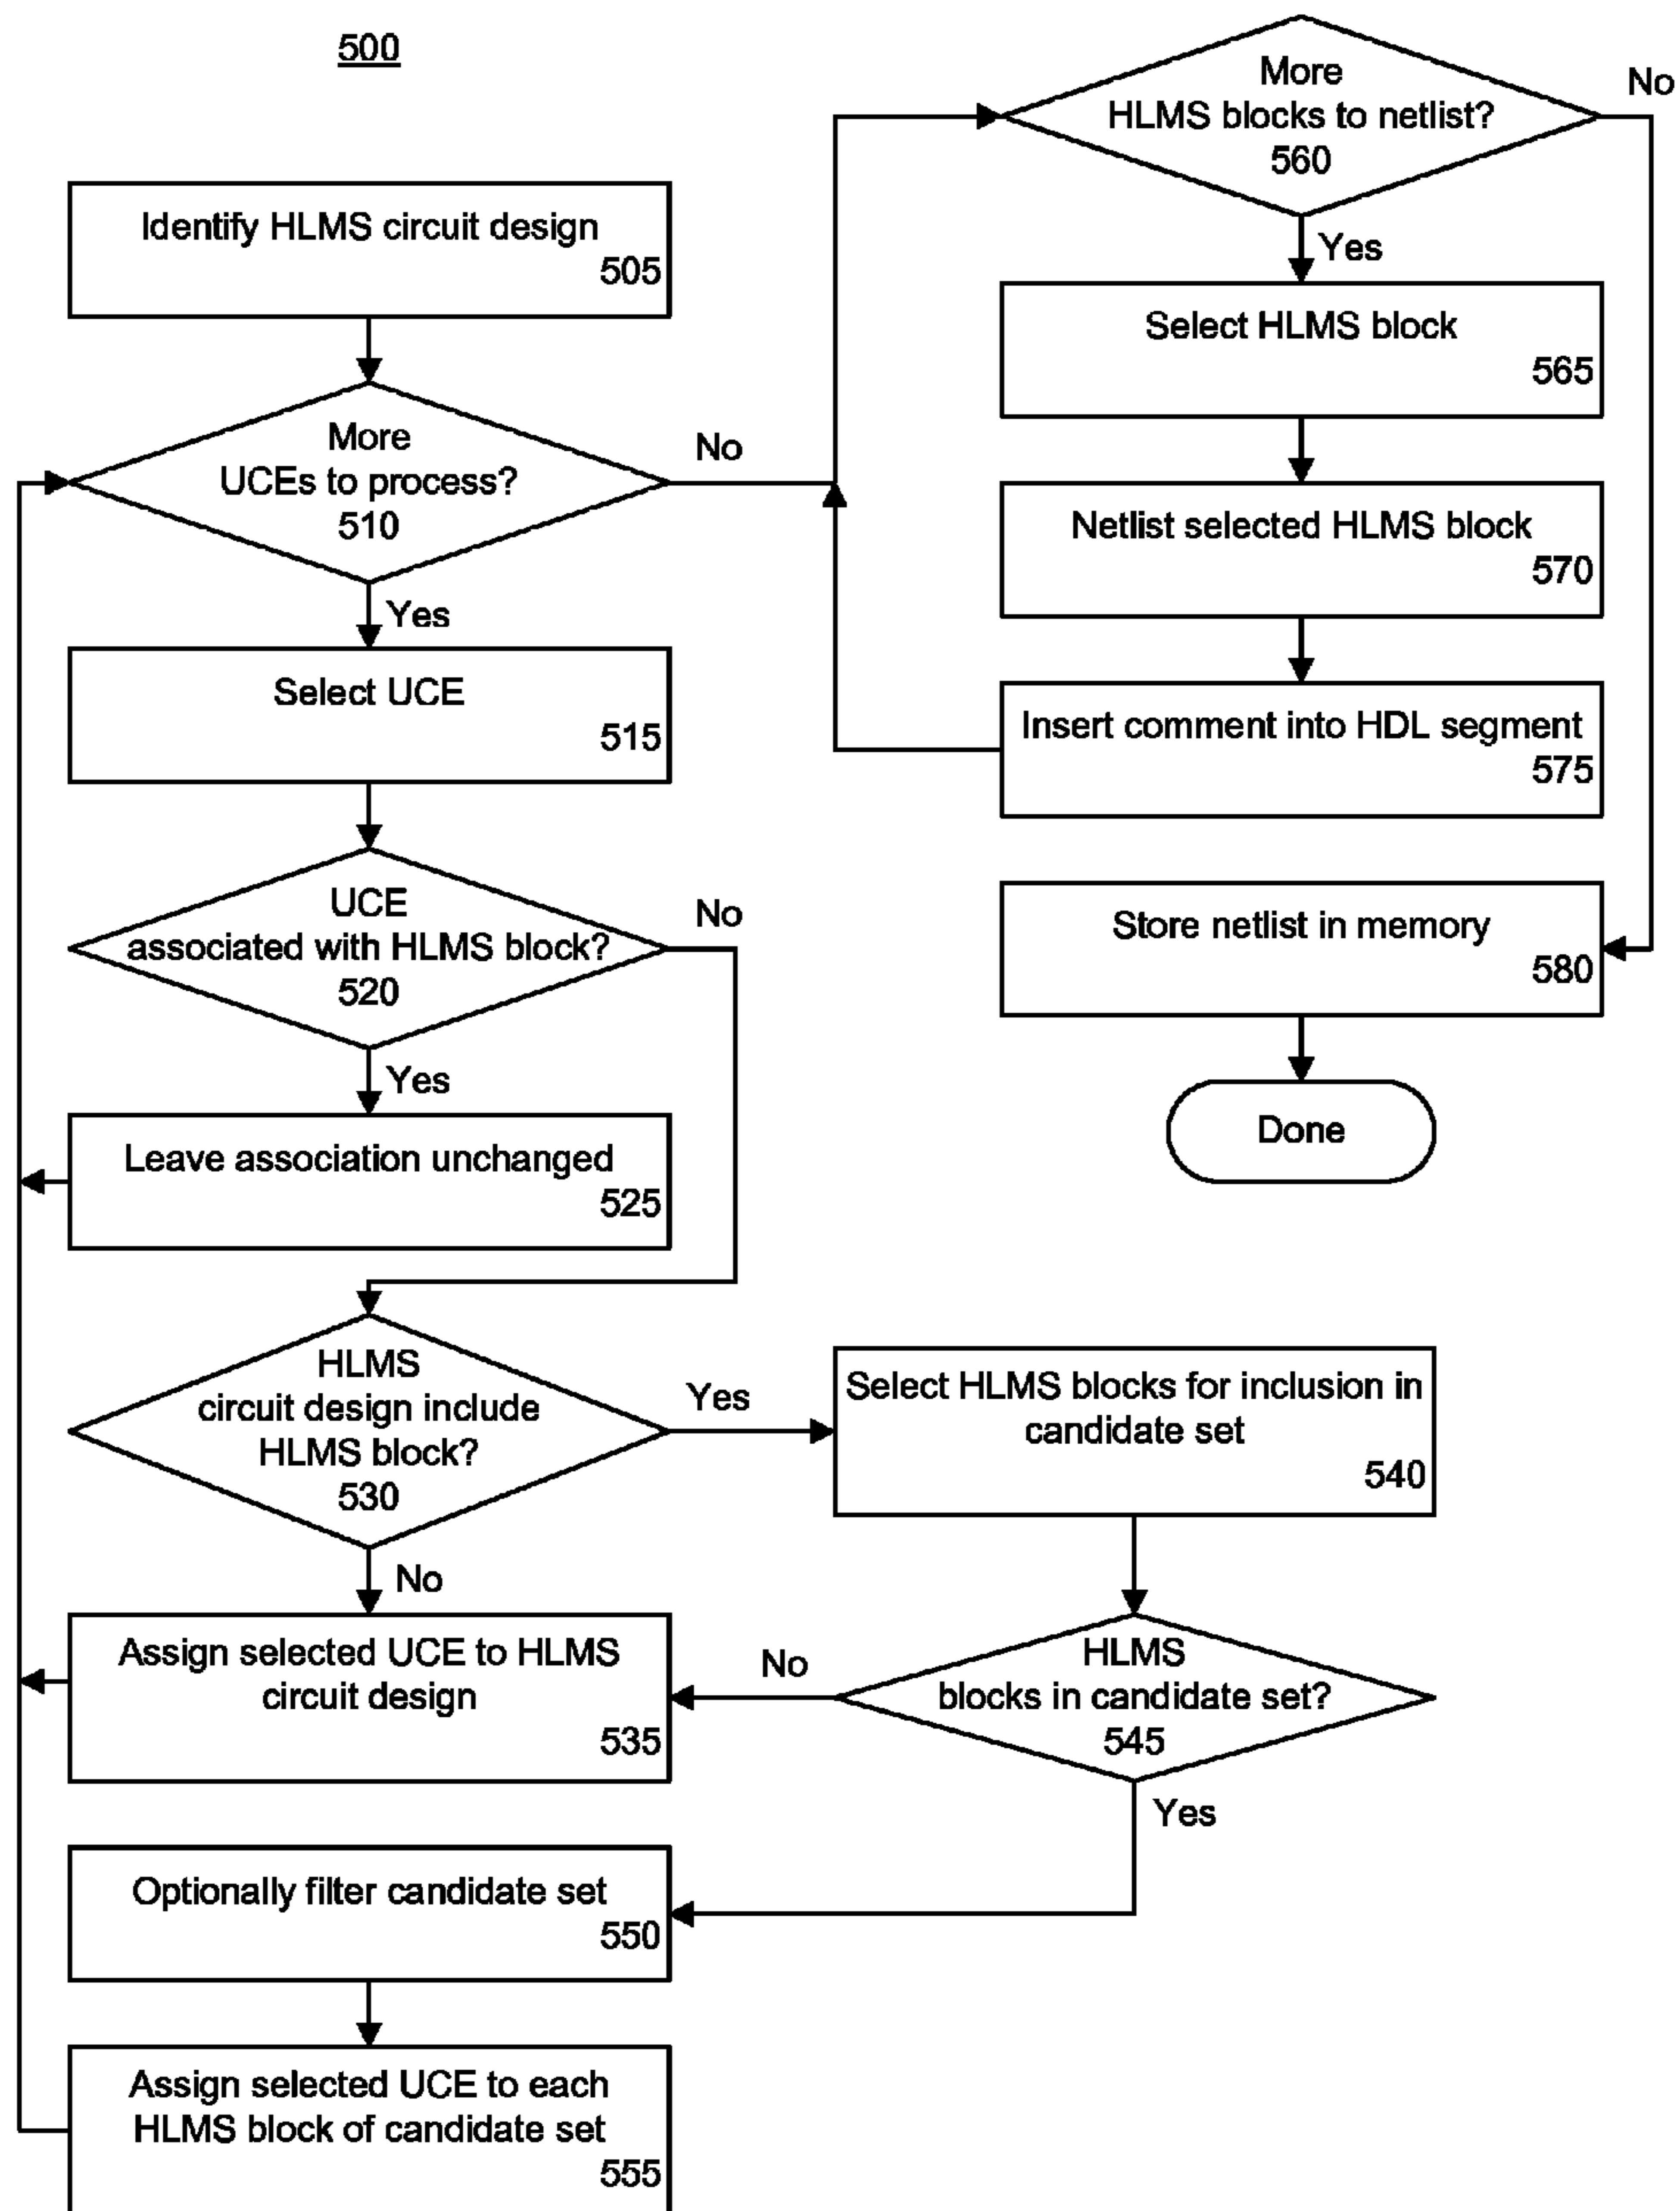 500
Identify HLMS circuit design
505
More
UCEs to process?
510
No
Yes
Select UCE
515
UCE
associated with HLMS block?
520
No
Yes
Leave association unchanged
525
HLMS
circuit design include
HLMS block?
530
Yes
No
Assign selected UCE to HLMS
circuit design
535
Select HLMS blocks for inclusion in
candidate set
540
HLMS
blocks in candidate set?
545
No
Yes
Optionally filter candidate set
550
Assign selected UCE to each
HLMS block of candidate set
555
More
HLMS blocks to netlist?
560
No
Yes
Select HLMS block
565
Netlist selected HLMS block
570
Insert comment into HDL segment
575
Store netlist in memory
580
Done